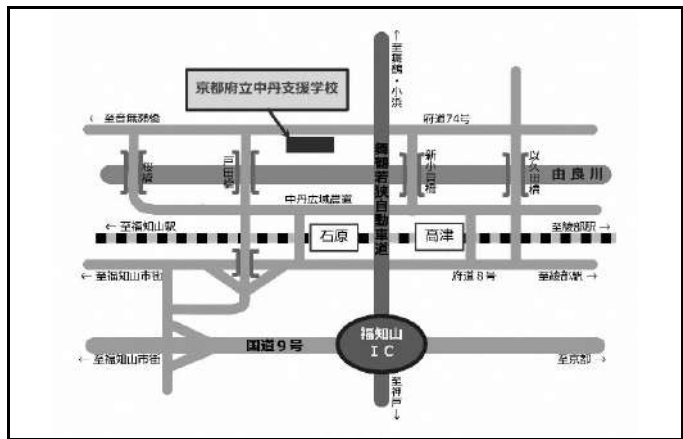 ↑至舞鶴・小浜
京都府立中丹支援学校
← 至音無瀬橋
府道74号
舞鶴若狭自動車道
桜橋
戸田橋
新小貝橋
以久田橋
由良川
中丹広域農道
← 至福知山駅
石原
高津
至綾部駅→
← 至福知山市街
府道8号
至綾部駅→
福知山
IC
国道9号
← 至福知山市街
至京都→
至神戸↓